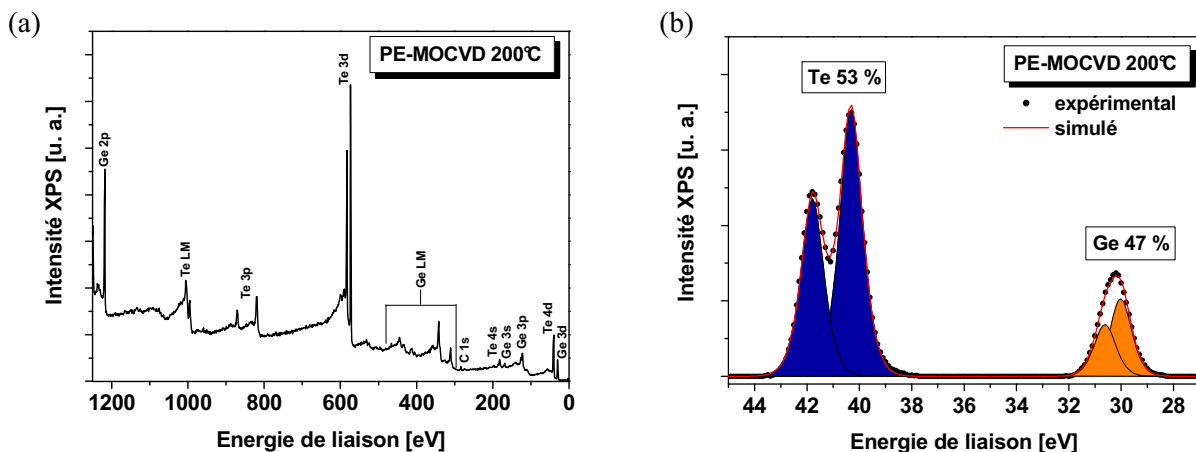 (a)
PE-MOCVD 200℃
Intensité XPS [u. a.]
Ge 2p
Te LM
Te 3p
Te 3d
Ge LM
C 1s
Te 4s
Ge 3s
Ge 3p
Te 4d
Ge 3d
1200 1000 800 600 400 200 0
Energie de liaison [eV]
(b)
PE-MOCVD 200℃
expérimental
simulé
Te 53 %
Ge 47 %
Intensité XPS [u. a.]
44 42 40 38 36 34 32 30 28
Energie de liaison [eV]